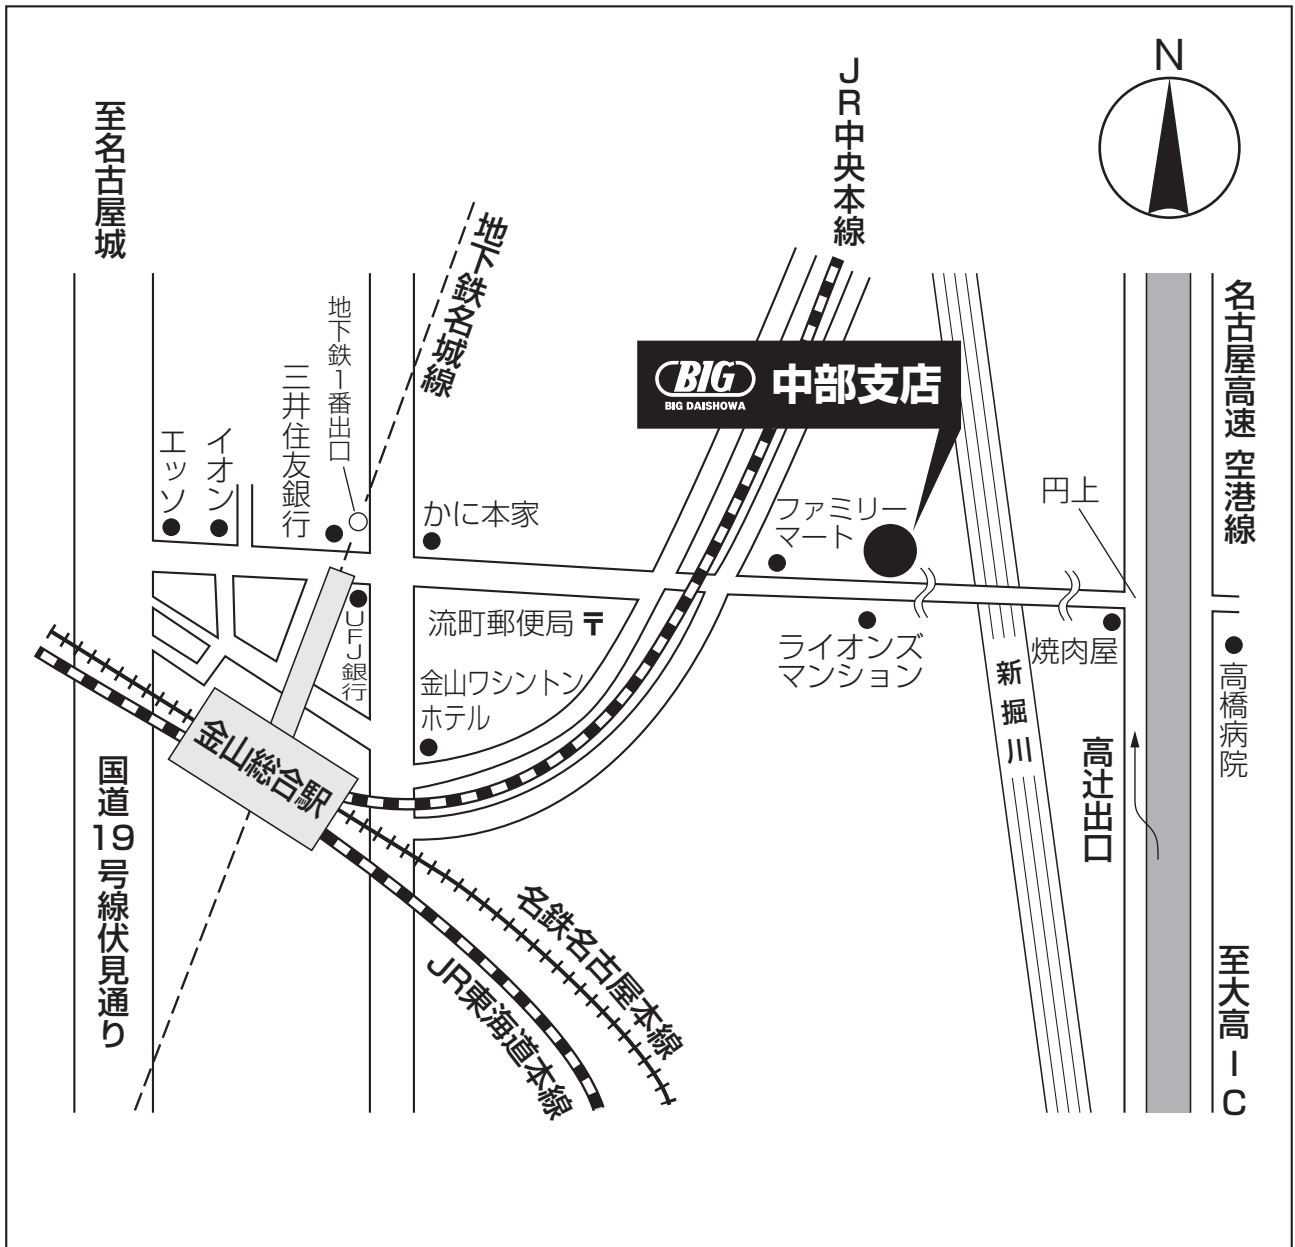 N
至名古屋城
JR中央本線
地下鉄名城線
地下鉄1番出口
三井住友銀行
イオン
エッソ
BIG
BIG DAISHOWA
中部支店
名古屋高速 空港線
かに本家
ファミリー
マート
円上
UFJ銀行
流町郵便局 〒
金山ワシントン
ホテル
ライオンズ
マンション
焼肉屋
高橋病院
新堀川
高辻出口
金山総合駅
国道19号線伏見通り
名鉄名古屋本線
JR東海道本線
至大高IC